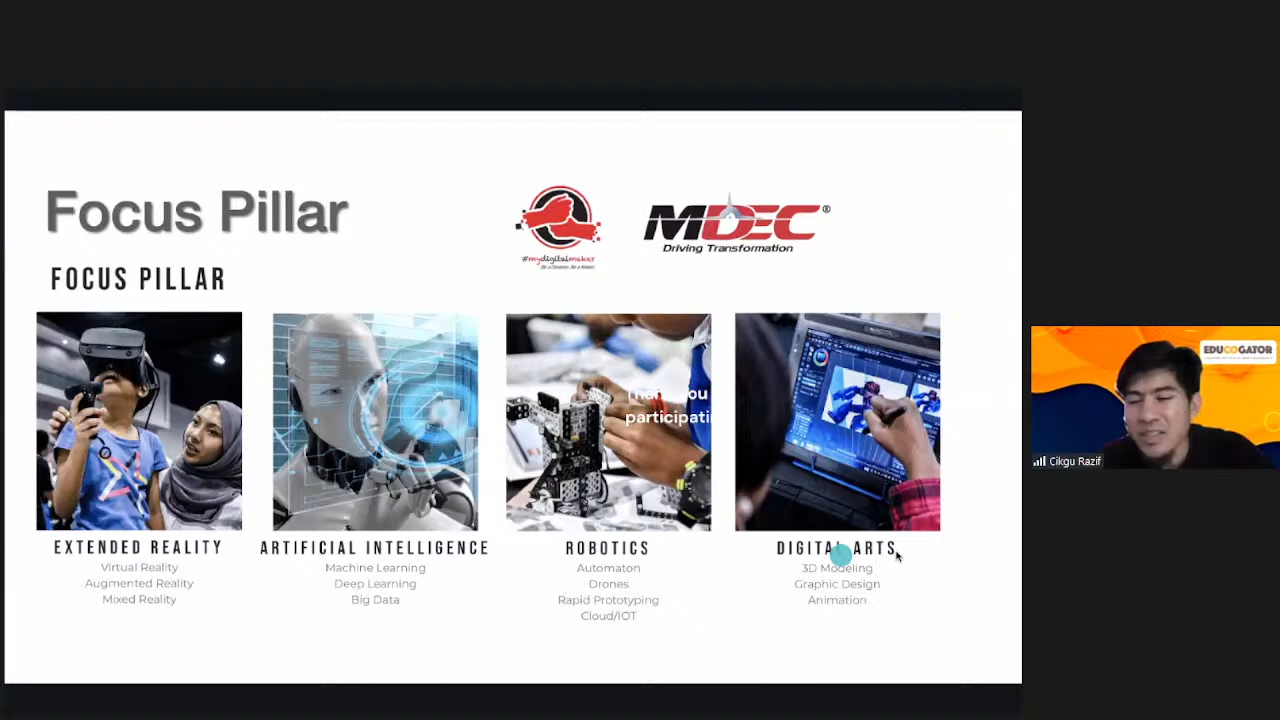 Focus Pillar
#mydigitalmaker
Be a Designer. Be a Maker.
MDEC®
Driving Transformation
FOCUS PILLAR
EDUCOGATOR
participati
EXTENDED REALITY
Virtual Reality
Augmented Reality
Mixed Reality
ARTIFICIAL INTELLIGENCE
Machine Learning
Deep Learning
Big Data
ROBOTICS
Automaton
Drones
Rapid Prototyping
Cloud/IOT
DIGITAL ARTS
3D Modeling
Graphic Design
Animation
Cikgu Razif